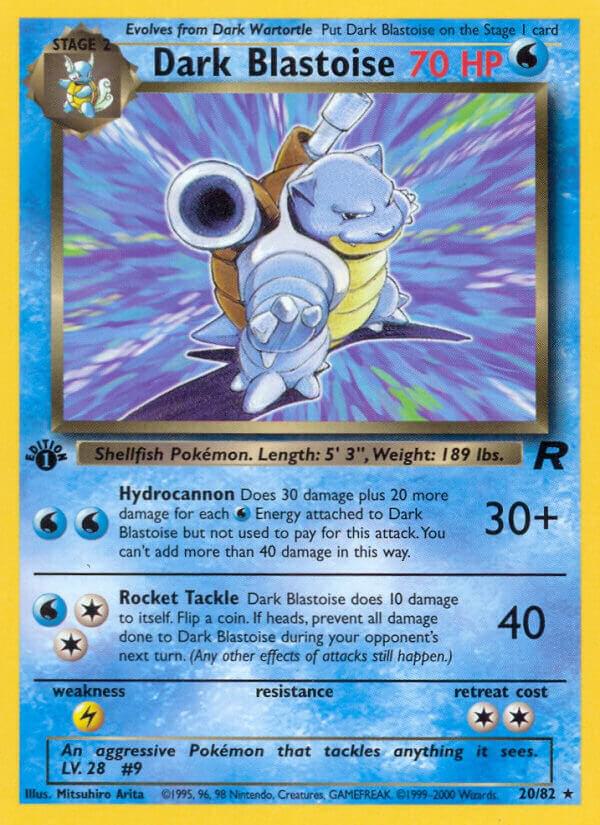 Evolves from Dark Wartortle Put Dark Blastoise on the Stage 1 card
STAGE 2
Dark Blastoise 70 HP
EDITION
1
Shellfish Pokémon. Length: 5' 3", Weight: 189 lbs.
R
Hydrocannon Does 30 damage plus 20 more
damage for each Energy attached to Dark
Blastoise but not used to pay for this attack. You
can't add more than 40 damage in this way.
30+
Rocket Tackle Dark Blastoise does 10 damage
to itself. Flip a coin. If heads, prevent all damage
done to Dark Blastoise during your opponent's
next turn. (Any other effects of attacks still happen.)
40
weakness
resistance
retreat cost
An aggressive Pokémon that tackles anything it sees.
LV. 28 #9
Illus. Mitsuhiro Arita ©1995, 96, 98 Nintendo, Creatures, GAMEFREAK. ©1999-2000 Wizards. 20/82 ★